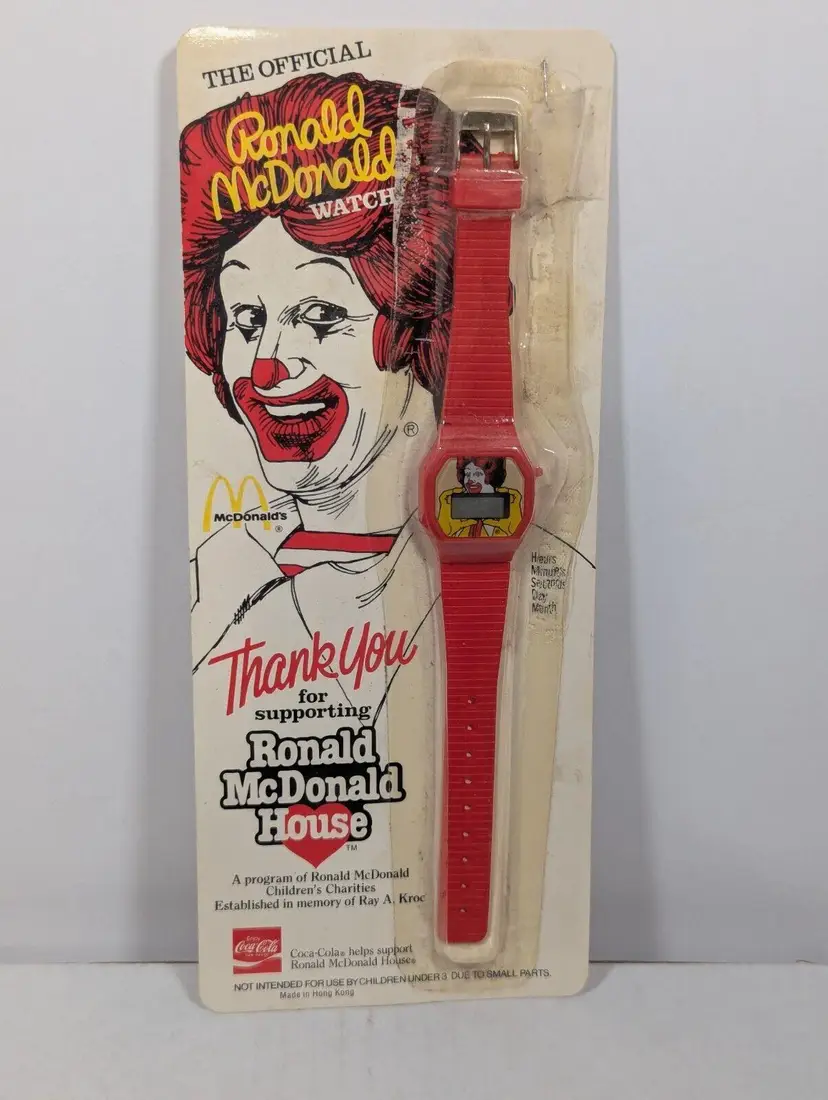 THE OFFICIAL
Ronald
McDonald
WATCH
®
McDonald's
®
Hours
Minutes
Seconds
Day
Month
Thank You
for
supporting
Ronald
McDonald
House
TM
A program of Ronald McDonald
Children's Charities
Established in memory of Ray A. Kroc
Enjoy
Coca-Cola
Coca-Cola® helps support
Ronald McDonald House®
NOT INTENDED FOR USE BY CHILDREN UNDER 3 DUE TO SMALL PARTS.
Made in Hong Kong